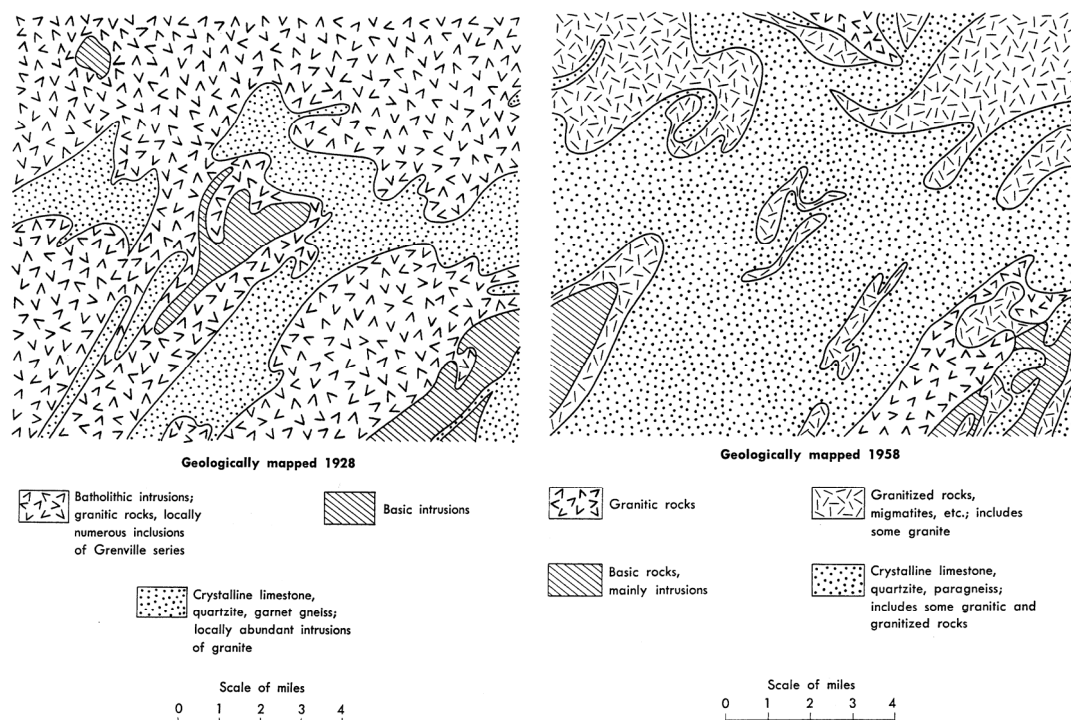 Geologically mapped 1928
Batholithic intrusions;
granitic rocks, locally
numerous inclusions
of Grenville series
Basic intrusions
Crystalline limestone,
quartzite, garnet gneiss;
locally abundant intrusions
of granite
Scale of miles
0 1 2 3 4
Geologically mapped 1958
Granitic rocks
Granitized rocks,
migmatites, etc.; includes
some granite
Basic rocks,
mainly intrusions
Crystalline limestone,
quartzite, paragneiss;
includes some granitic and
granitized rocks
Scale of miles
0 1 2 3 4